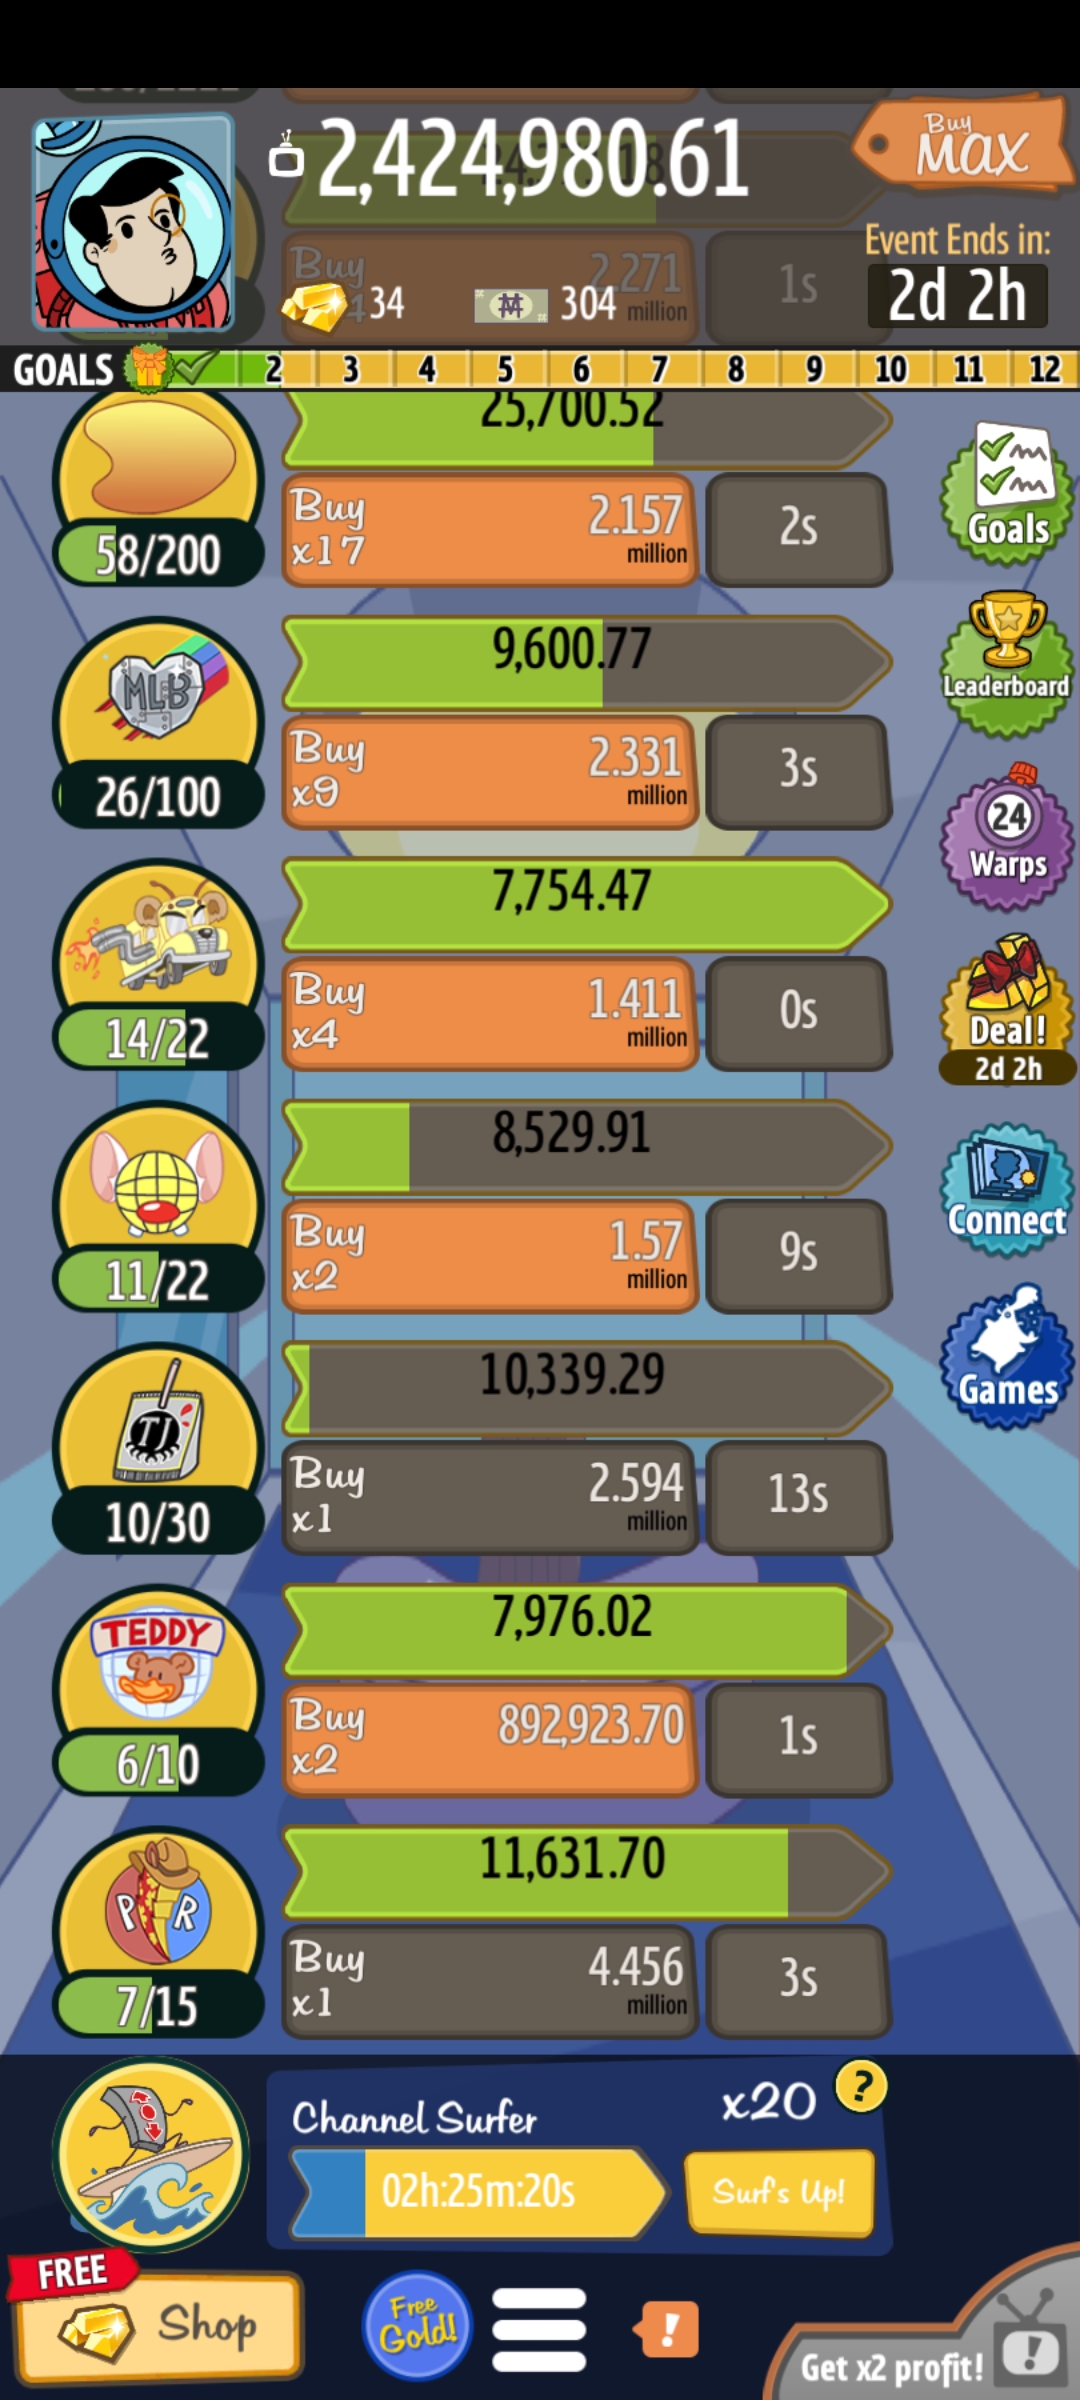 2,424,980.61
Buy
MAX
Event Ends in:
2d 2h
Buy
2.271
million
1s
34
304
GOALS 2 3 4 5 6 7 8 9 10 11 12
25,700.52
58/200
Buy
x17
2.157
million
2s
Goals
9,600.77
MLB
26/100
Buy
x9
2.331
million
3s
Leaderboard
24
Warps
7,754.47
14/22
Buy
x4
1.411
million
0s
Deal!
2d 2h
8,529.91
11/22
Buy
x2
1.57
million
9s
Connect
10,339.29
TJ
10/30
Buy
x1
2.594
million
13s
Games
TEDDY
7,976.02
6/10
Buy
x2
892,923.70
1s
P R
11,631.70
7/15
Buy
x1
4.456
million
3s
Channel Surfer
x20
?
02h:25m:20s
Surf's Up!
FREE
Shop
Free
Gold!
!
Get x2 profit!
!